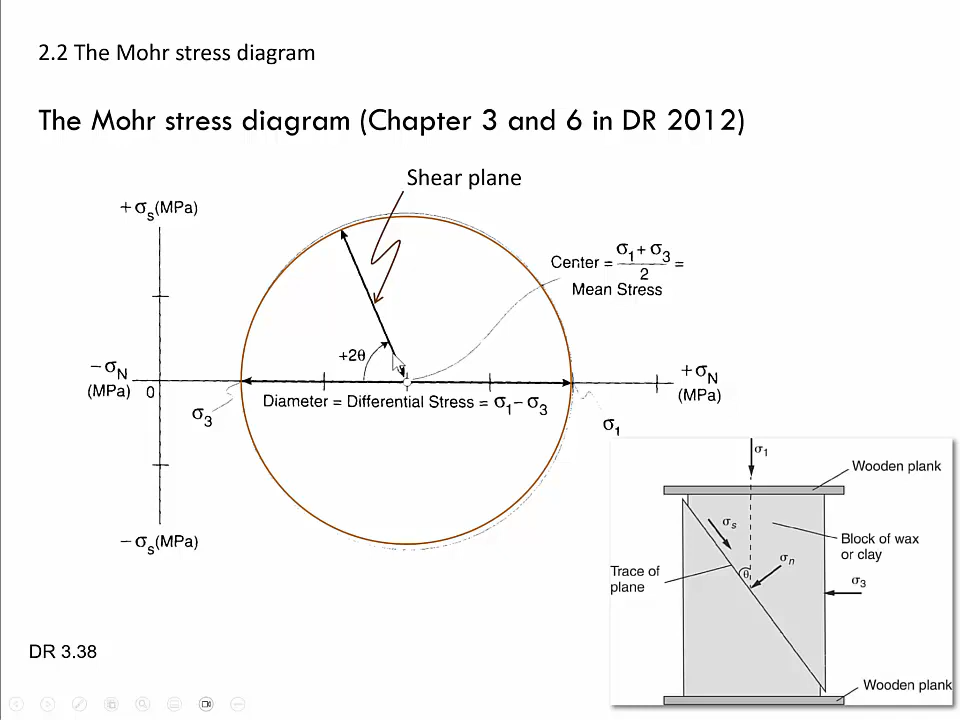 2.2 The Mohr stress diagram
The Mohr stress diagram (Chapter 3 and 6 in DR 2012)
Shear plane
+σs(MPa)
Center = σ1 + σ3 / 2 =
Mean Stress
+2θ
−σN
(MPa)
0
+σN
(MPa)
σ3
Diameter = Differential Stress = σ1− σ3
σ1
−σs(MPa)
σ1
Wooden plank
σs
Block of wax
or clay
σn
Trace of
plane
θ
σ3
Wooden plank
DR 3.38